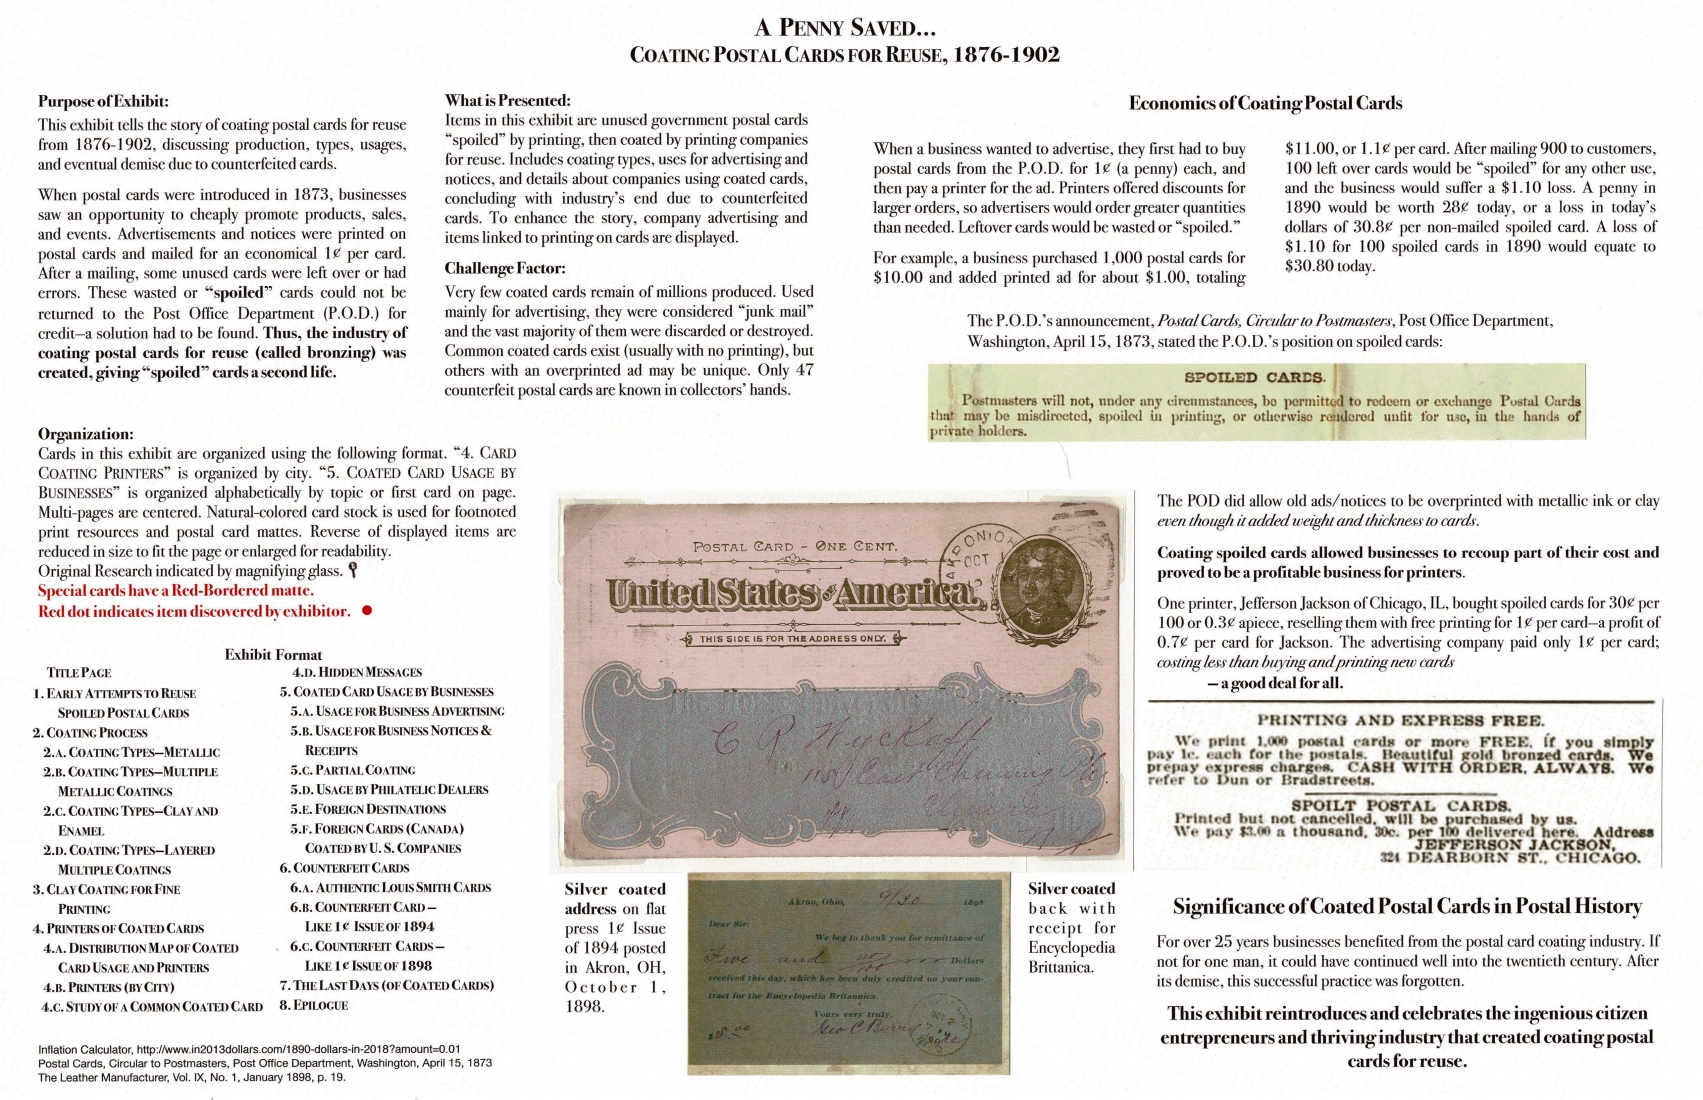 A PENNY SAVED...
COATING POSTAL CARDS FOR REUSE, 1876-1902
Purpose of Exhibit:
This exhibit tells the story of coating postal cards for reuse
from 1876-1902, discussing production, types, usages,
and eventual demise due to counterfeited cards.
When postal cards were introduced in 1873, businesses
saw an opportunity to cheaply promote products, sales,
and events. Advertisements and notices were printed on
postal cards and mailed for an economical 1¢ per card.
After a mailing, some unused cards were left over or had
errors. These wasted or “spoiled” cards could not be
returned to the Post Office Department (P.O.D.) for
credit—a solution had to be found. Thus, the industry of
coating postal cards for reuse (called bronzing) was
created, giving “spoiled” cards a second life.
What is Presented:
Items in this exhibit are unused government postal cards
“spoiled” by printing, then coated by printing companies
for reuse. Includes coating types, uses for advertising and
notices, and details about companies using coated cards,
concluding with industry's end due to counterfeited
cards. To enhance the story, company advertising and
items linked to printing on cards are displayed.
Challenge Factor:
Very few coated cards remain of millions produced. Used
mainly for advertising, they were considered “junk mail”
and the vast majority of them were discarded or destroyed.
Common coated cards exist (usually with no printing), but
others with an overprinted ad may be unique. Only 47
counterfeit postal cards are known in collectors' hands.
Economics of Coating Postal Cards
When a business wanted to advertise, they first had to buy
postal cards from the P.O.D. for 1¢ (a penny) each, and
then pay a printer for the ad. Printers offered discounts for
larger orders, so advertisers would order greater quantities
than needed. Leftover cards would be wasted or “spoiled.”
For example, a business purchased 1,000 postal cards for
$10.00 and added printed ad for about $1.00, totaling
$11.00, or 1.1¢ per card. After mailing 900 to customers,
100 left over cards would be “spoiled” for any other use,
and the business would suffer a $1.10 loss. A penny in
1890 would be worth 28¢ today, or a loss in today's
dollars of 30.8¢ per non-mailed spoiled card. A loss of
$1.10 for 100 spoiled cards in 1890 would equate to
$30.80 today.
The P.O.D.'s announcement, Postal Cards, Circular to Postmasters, Post Office Department,
Washington, April 15, 1873, stated the P.O.D.'s position on spoiled cards:
SPOILED CARDS.
Postmasters will not, under any circumstances, be permitted to redeem or exchange Postal Cards
that may be misdirected, spoiled in printing, or otherwise rendered unfit for use, in the hands of
private holders.
Organization:
Cards in this exhibit are organized using the following format. “4. CARD
COATING PRINTERS” is organized by city. “5. COATED CARD USAGE BY
BUSINESSES” is organized alphabetically by topic or first card on page.
Multi-pages are centered. Natural-colored card stock is used for footnoted
print resources and postal card mattes. Reverse of displayed items are
reduced in size to fit the page or enlarged for readability.
Original Research indicated by magnifying glass.
Special cards have a Red-Bordered matte.
Red dot indicates item discovered by exhibitor.
Exhibit Format
TITLE PAGE
1. EARLY ATTEMPTS TO REUSE
SPOILED POSTAL CARDS
2. COATING PROCESS
2.A. COATING TYPES—METALLIC
2.B. COATING TYPES—MULTIPLE
METALLIC COATINGS
2.C. COATING TYPES—CLAY AND
ENAMEL
2.D. COATING TYPES—LAYERED
MULTIPLE COATINGS
3. CLAY COATING FOR FINE
PRINTING
4. PRINTERS OF COATED CARDS
4.A. DISTRIBUTION MAP OF COATED
CARD USAGE AND PRINTERS
4.B. PRINTERS (BY CITY)
4.C. STUDY OF A COMMON COATED CARD
4.D. HIDDEN MESSAGES
5. COATED CARD USAGE BY BUSINESSES
5.A. USAGE FOR BUSINESS ADVERTISING
5.B. USAGE FOR BUSINESS NOTICES &
RECEIPTS
5.C. PARTIAL COATING
5.D. USAGE BY PHILATELIC DEALERS
5.E. FOREIGN DESTINATIONS
5.F. FOREIGN CARDS (CANADA)
COATED BY U. S. COMPANIES
6. COUNTERFEIT CARDS
6.A. AUTHENTIC LOUIS SMITH CARDS
6.B. COUNTERFEIT CARD —
LIKE 1¢ ISSUE OF 1894
6.C. COUNTERFEIT CARDS —
LIKE 1¢ ISSUE OF 1898
7. THE LAST DAYS (OF COATED CARDS)
8. EPILOGUE
Inflation Calculator, http://www.in2013dollars.com/1890-dollars-in-2018?amount=0.01
Postal Cards, Circular to Postmasters, Post Office Department, Washington, April 15, 1873
The Leather Manufacturer, Vol. IX, No. 1, January 1898, p. 19.
POSTAL CARD - ONE CENT.
United States of America.
THIS SIDE IS FOR THE ADDRESS ONLY.
AKRON OCT
C R Wyckoff
N.J.
Silver coated
address on flat
press 1¢ Issue
of 1894 posted
in Akron, OH,
October 1,
1898.
Akron, Ohio, 9/30 1898
Dear Sir:
We beg to thank you for remittance of
Five and no/100 Dollars
received this day, which has been duly credited on your con-
tract for the Encyclopedia Britannica.
Yours very truly,
$5.00 Geo C Berry
OCT 2
Silver coated
back with
receipt for
Encyclopedia
Brittanica.
The POD did allow old ads/notices to be overprinted with metallic ink or clay
even though it added weight and thickness to cards.
Coating spoiled cards allowed businesses to recoup part of their cost and
proved to be a profitable business for printers.
One printer, Jefferson Jackson of Chicago, IL, bought spoiled cards for 30¢ per
100 or 0.3¢ apiece, reselling them with free printing for 1¢ per card—a profit of
0.7¢ per card for Jackson. The advertising company paid only 1¢ per card;
costing less than buying and printing new cards
— a good deal for all.
PRINTING AND EXPRESS FREE.
We print 1,000 postal cards or more FREE, if you simply
pay 1c. each for the postals. Beautiful gold bronzed cards. We
prepay express charges. CASH WITH ORDER, ALWAYS. We
refer to Dun or Bradstreets.
SPOILT POSTAL CARDS.
Printed but not cancelled, will be purchased by us.
We pay $3.00 a thousand, 30c. per 100 delivered here. Address
JEFFERSON JACKSON,
324 DEARBORN ST., CHICAGO.
Significance of Coated Postal Cards in Postal History
For over 25 years businesses benefited from the postal card coating industry. If
not for one man, it could have continued well into the twentieth century. After
its demise, this successful practice was forgotten.
This exhibit reintroduces and celebrates the ingenious citizen
entrepreneurs and thriving industry that created coating postal
cards for reuse.